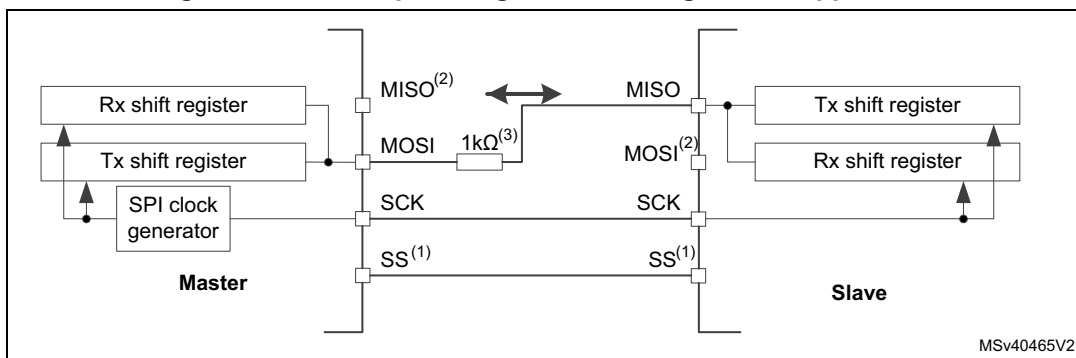 MISO(2)
MISO
Rx shift register
Tx shift register
MOSI
1kΩ(3)
MOSI(2)
Tx shift register
Rx shift register
SPI clock
generator
SCK
SCK
SS(1)
SS(1)
Master
Slave
MSv40465V2